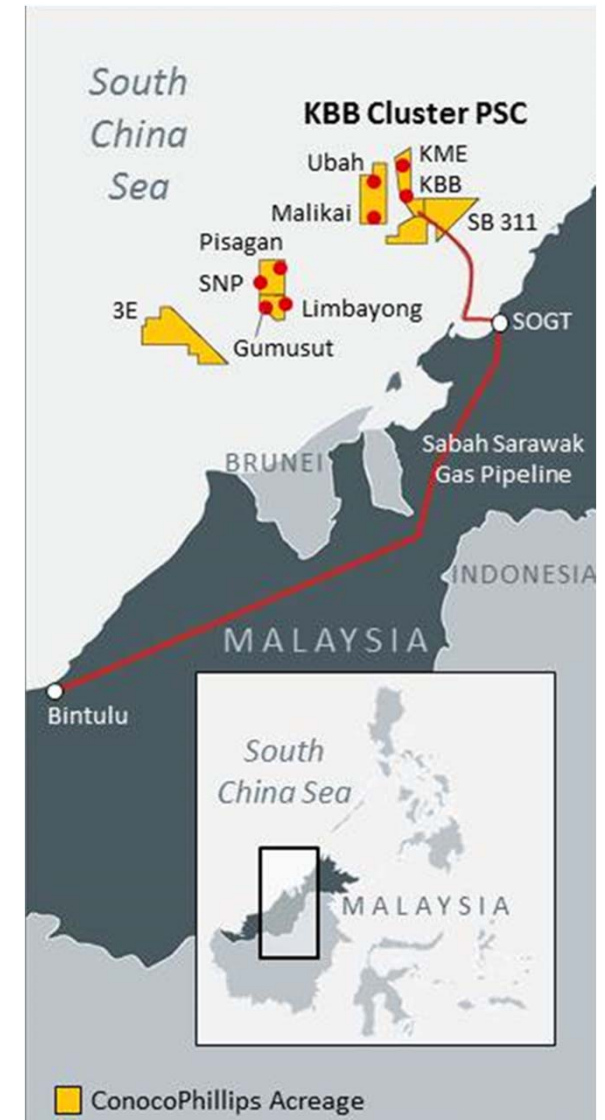 South
China
Sea
KBB Cluster PSC
Ubah
KME
KBB
Malikai
SB 311
Pisagan
SNP
Limbayong
3E
Gumusut
SOGT
BRUNEI
Sabah Sarawak
Gas Pipeline
INDONESIA
MALAYSIA
Bintulu
South
China Sea
MALAYSIA
ConocoPhillips Acreage